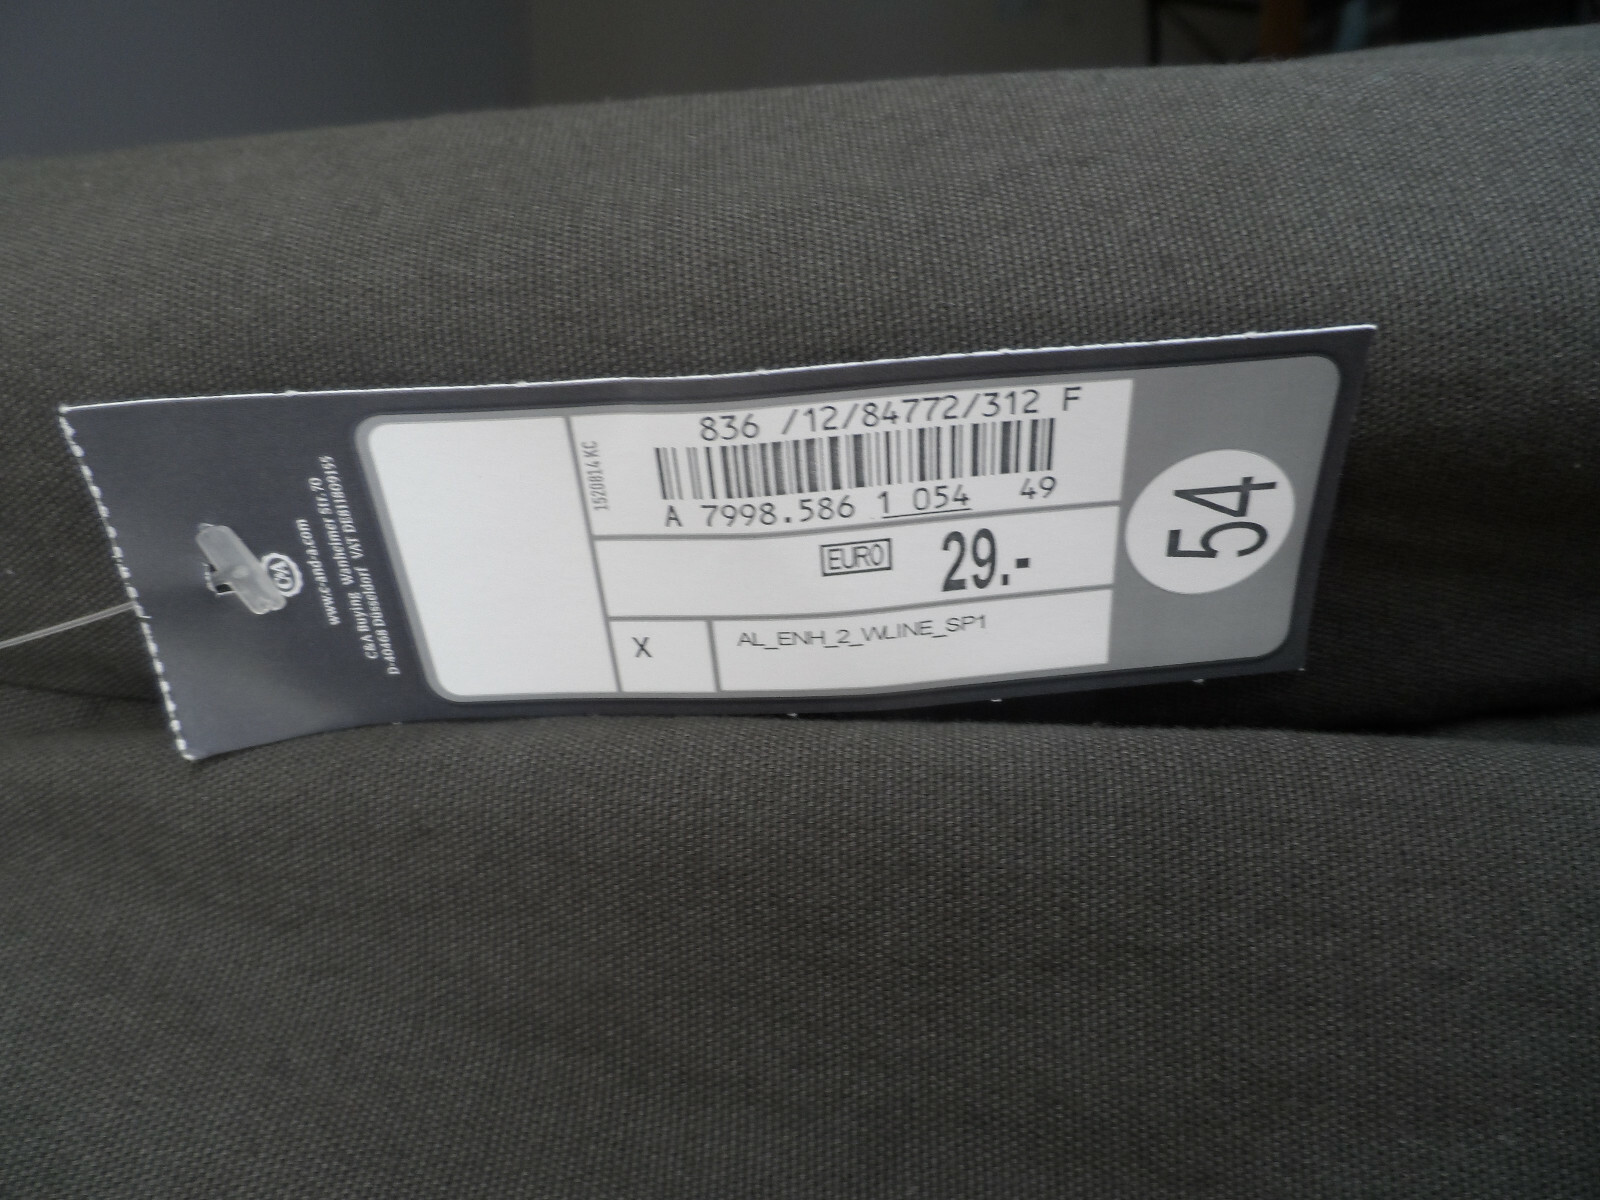 836 /12/84772/312 F
1520814 KC
A 7998.586 1 054 49
EURO 29.-
X AL_ENH_2_WLINE_SP1
54
C&A
www.c-and-a.com
C&A Buying Wanheimer Str. 70
D-40468 Düsseldorf VAT DE811809155